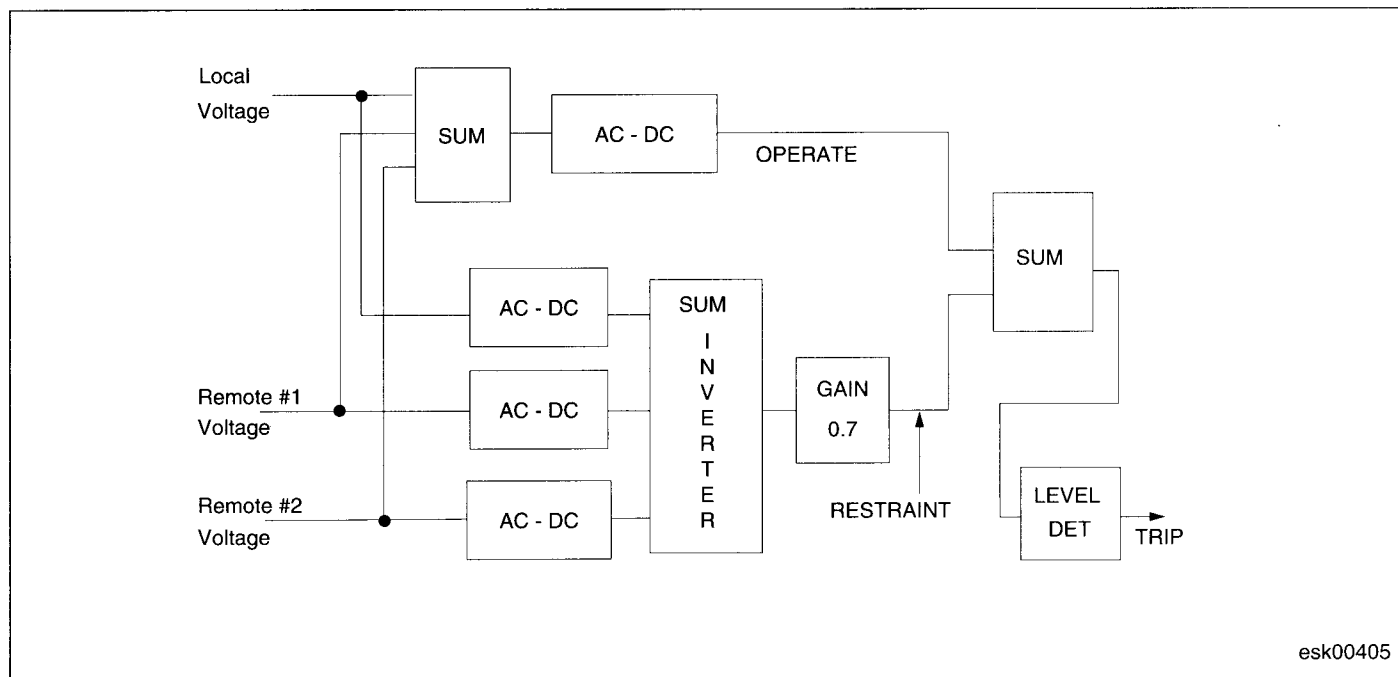 Local
Voltage
SUM
AC - DC
OPERATE
SUM
AC - DC
SUM
I
N
V
E
R
T
E
R
Remote #1
Voltage
AC - DC
GAIN
0.7
Remote #2
Voltage
AC - DC
RESTRAINT
LEVEL
DET
TRIP
esk00405